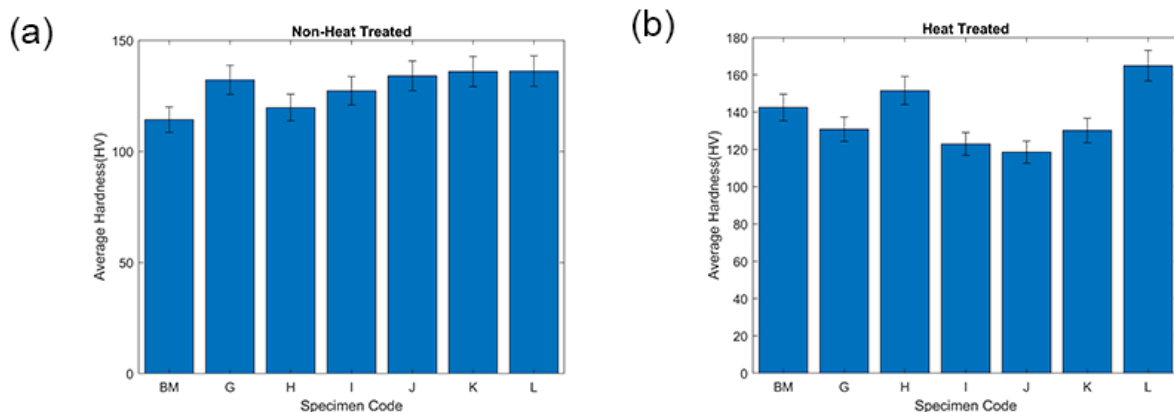 (a)
Non-Heat Treated
150
100
50
0
Average Hardness(HV)
BM G H I J K L
Specimen Code
(b)
Heat Treated
180
160
140
120
100
80
60
40
20
0
Average Hardness(HV)
BM G H I J K L
Specimen Code